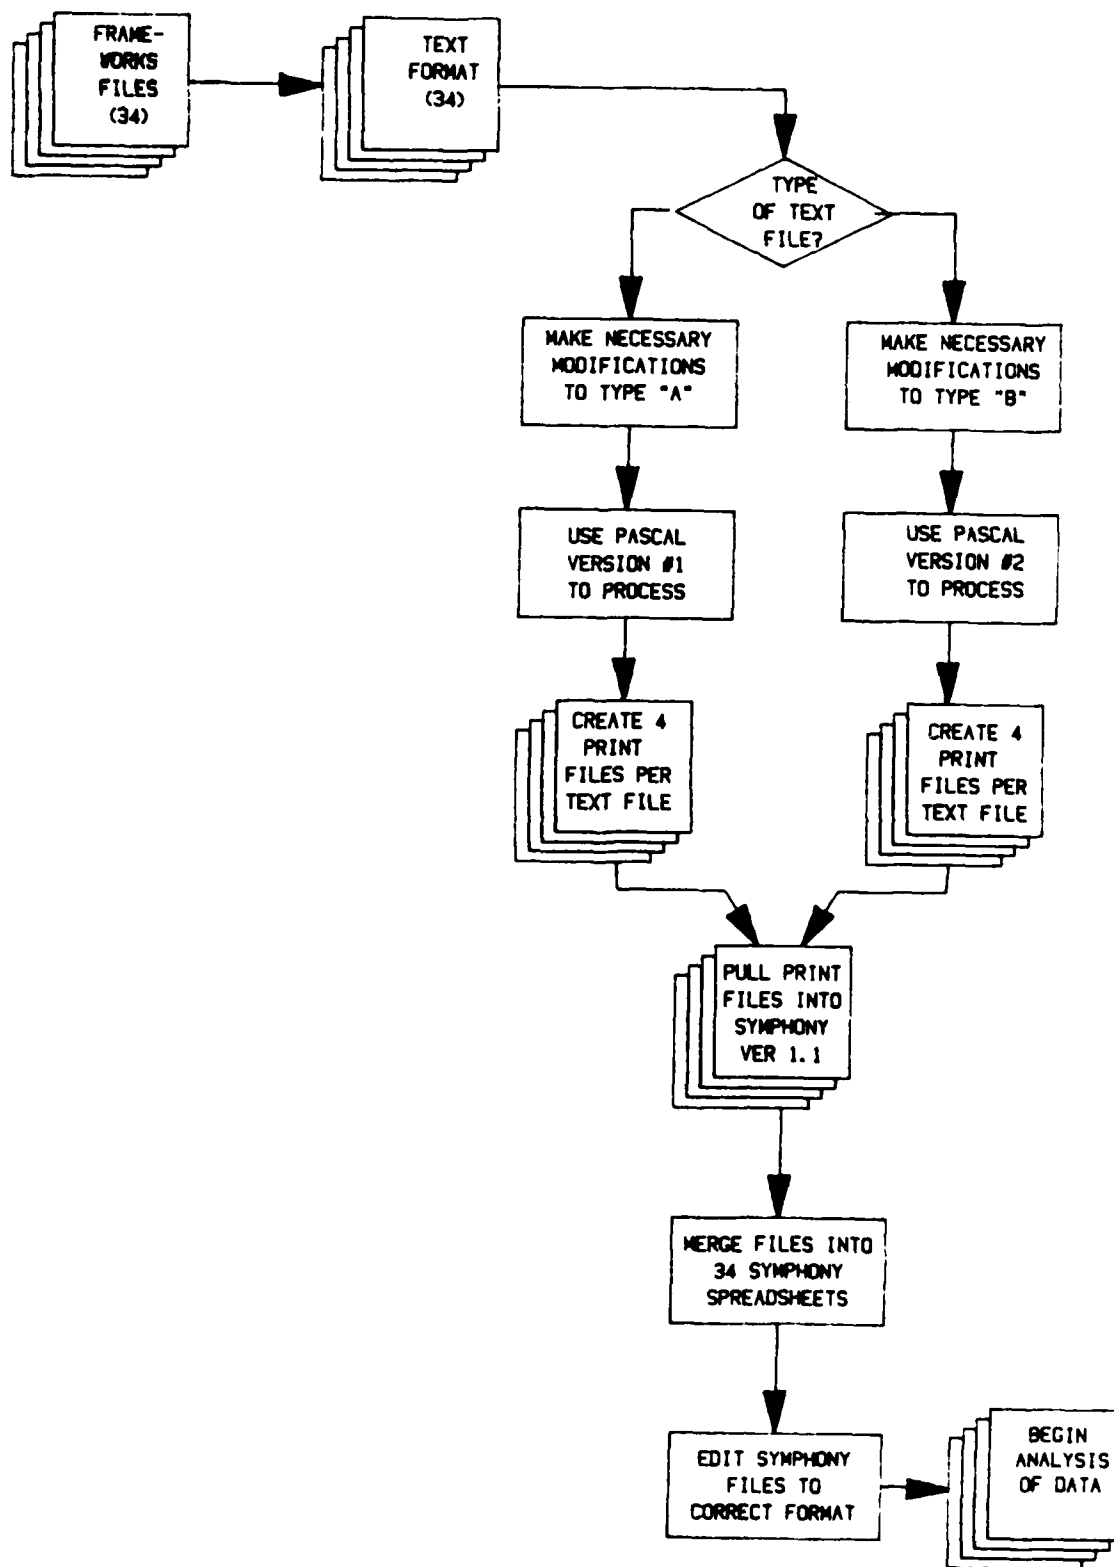 FRAME-
WORKS
FILES
(34)
TEXT
FORMAT
(34)
TYPE
OF TEXT
FILE?
MAKE NECESSARY
MODIFICATIONS
TO TYPE "A"
MAKE NECESSARY
MODIFICATIONS
TO TYPE "B"
USE PASCAL
VERSION #1
TO PROCESS
USE PASCAL
VERSION #2
TO PROCESS
CREATE 4
PRINT
FILES PER
TEXT FILE
CREATE 4
PRINT
FILES PER
TEXT FILE
PULL PRINT
FILES INTO
SYMPHONY
VER 1.1
MERGE FILES INTO
34 SYMPHONY
SPREADSHEETS
EDIT SYMPHONY
FILES TO
CORRECT FORMAT
BEGIN
ANALYSIS
OF DATA